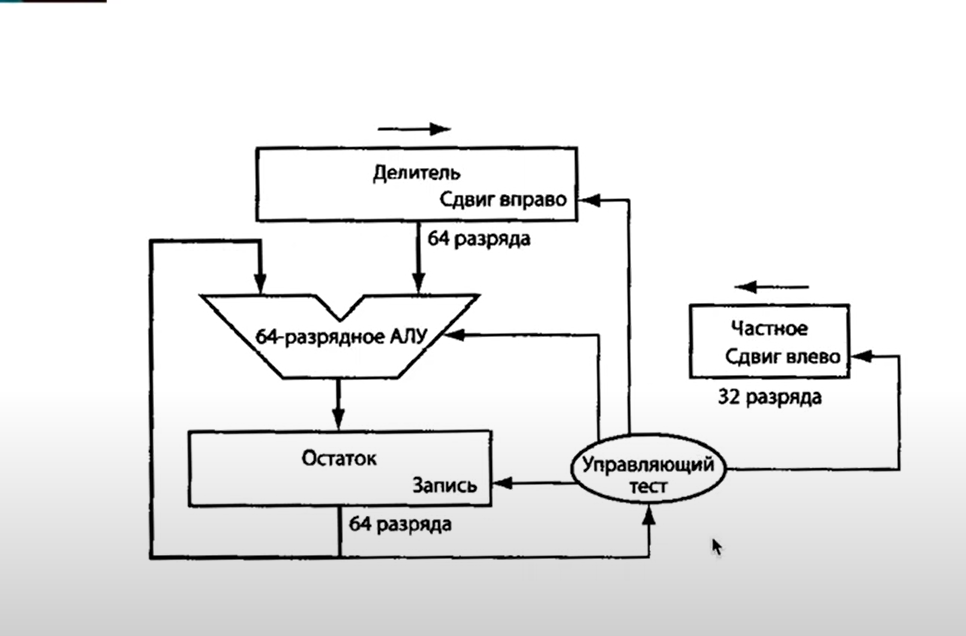 Делитель
Сдвиг вправо
64 разряда
64-разрядное АЛУ
Частное
Сдвиг влево
32 разряда
Остаток
Запись
Управляющий
тест
64 разряда